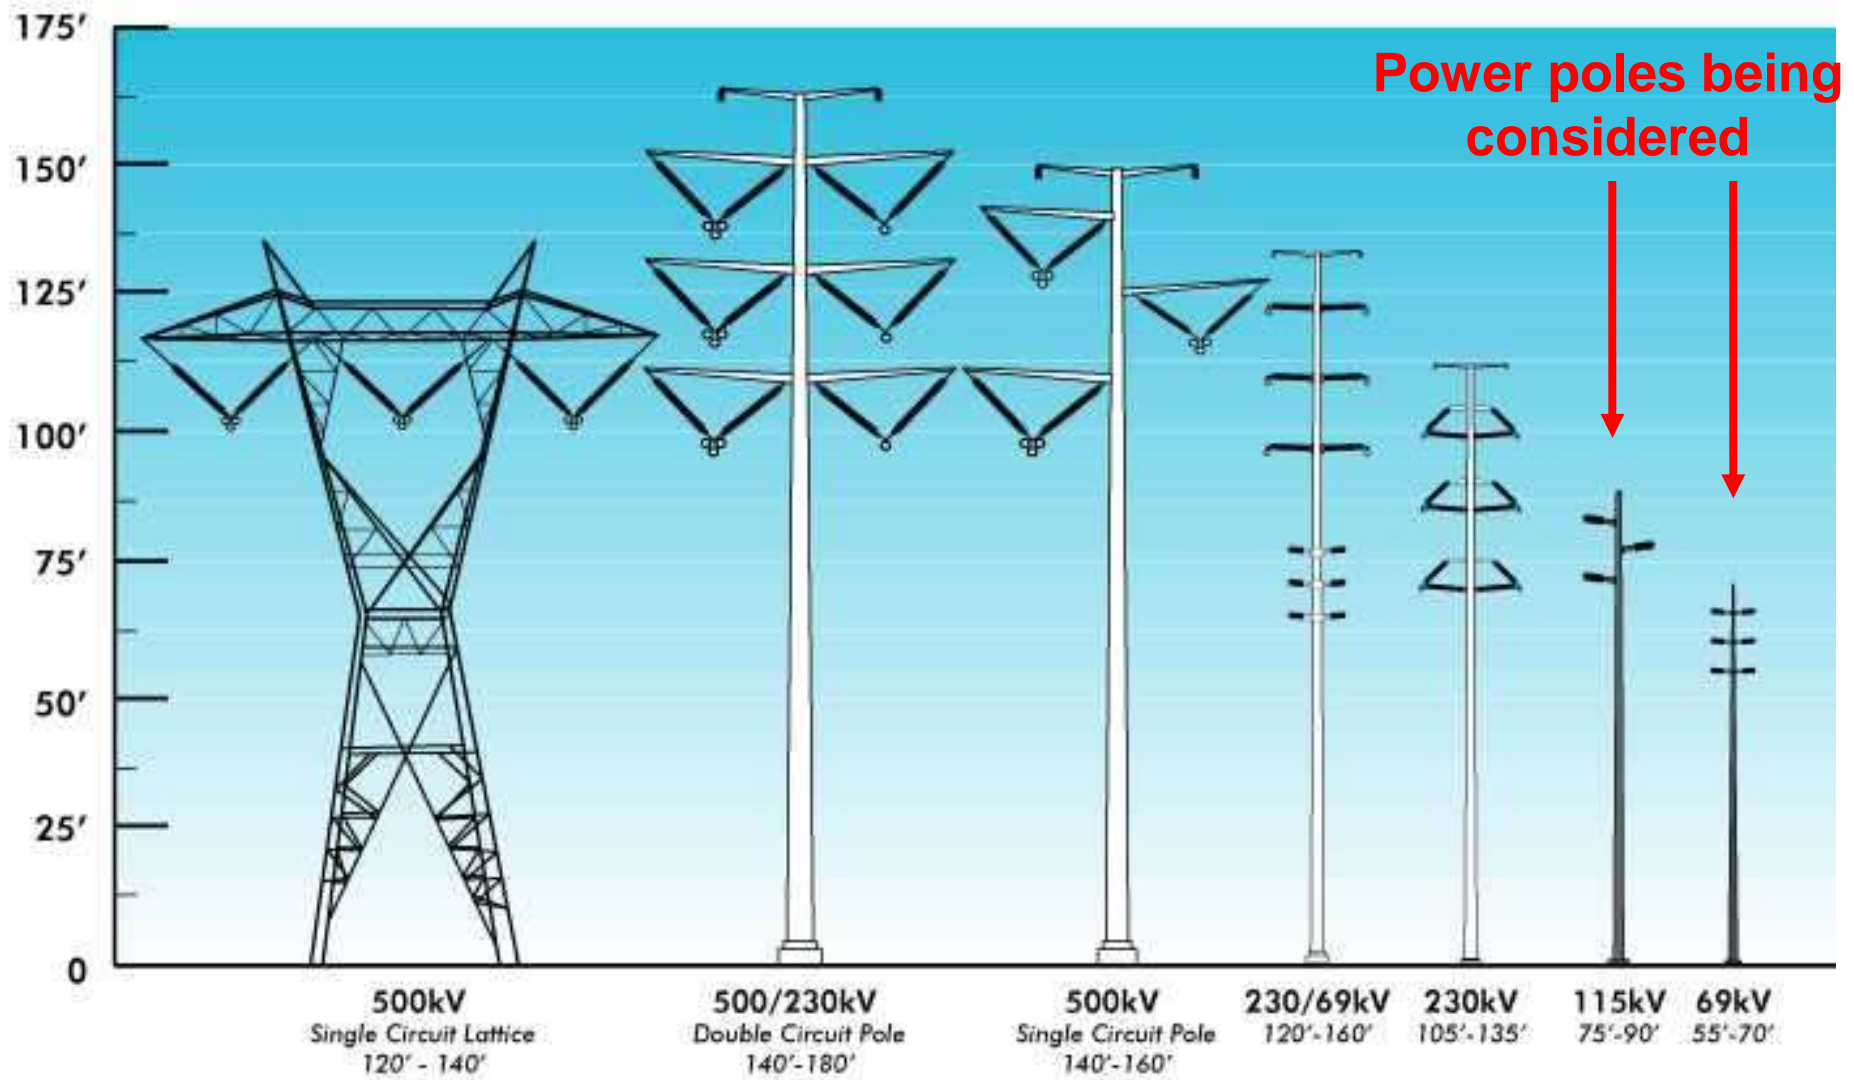 175′
150′
125′
100′
75′
50′
25′
0
Power poles being
considered
500kV
Single Circuit Lattice
120′ - 140′
500/230kV
Double Circuit Pole
140′-180′
500kV
Single Circuit Pole
140′-160′
230/69kV
120′-160′
230kV
105′-135′
115kV
75′-90′
69kV
55′-70′